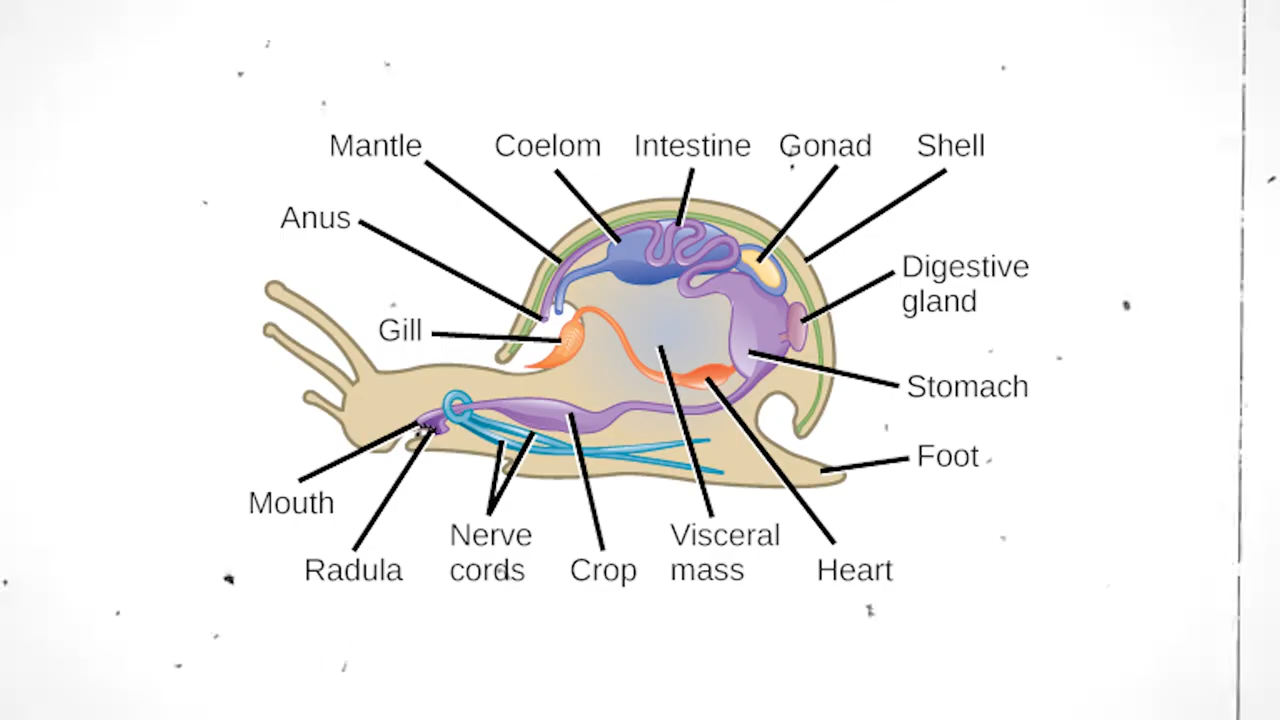 Mantle
Coelom
Intestine
Gonad
Shell
Anus
Digestive
gland
Gill
Stomach
Foot
Mouth
Radula
Nerve
cords
Crop
Visceral
mass
Heart